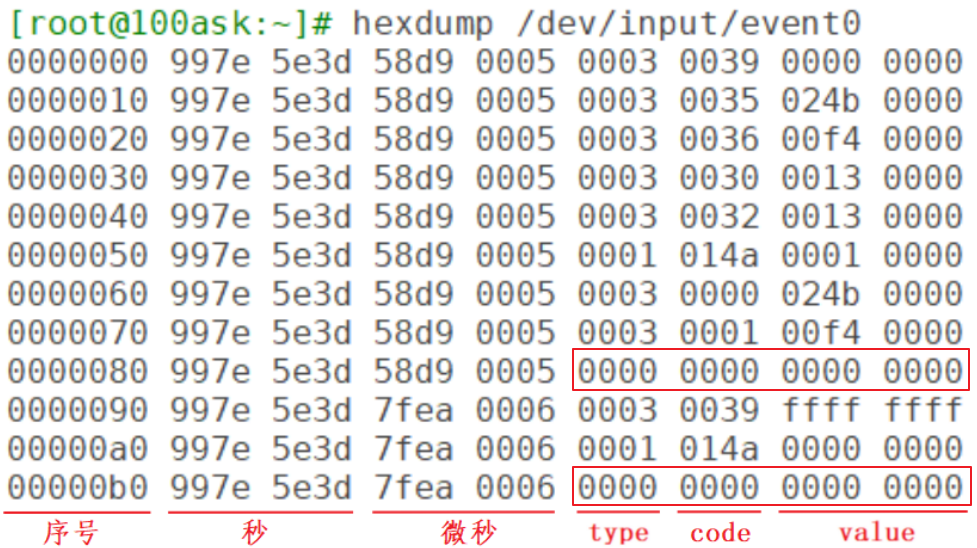 [root@100ask:~]# hexdump /dev/input/event0
0000000 997e 5e3d 58d9 0005 0003 0039 0000 0000
0000010 997e 5e3d 58d9 0005 0003 0035 024b 0000
0000020 997e 5e3d 58d9 0005 0003 0036 00f4 0000
0000030 997e 5e3d 58d9 0005 0003 0030 0013 0000
0000040 997e 5e3d 58d9 0005 0003 0032 0013 0000
0000050 997e 5e3d 58d9 0005 0001 014a 0001 0000
0000060 997e 5e3d 58d9 0005 0003 0000 024b 0000
0000070 997e 5e3d 58d9 0005 0003 0001 00f4 0000
0000080 997e 5e3d 58d9 0005 0000 0000 0000 0000
0000090 997e 5e3d 7fea 0006 0003 0039 ffff ffff
00000a0 997e 5e3d 7fea 0006 0001 014a 0000 0000
00000b0 997e 5e3d 7fea 0006 0000 0000 0000 0000
序号 秒 微秒 type code value